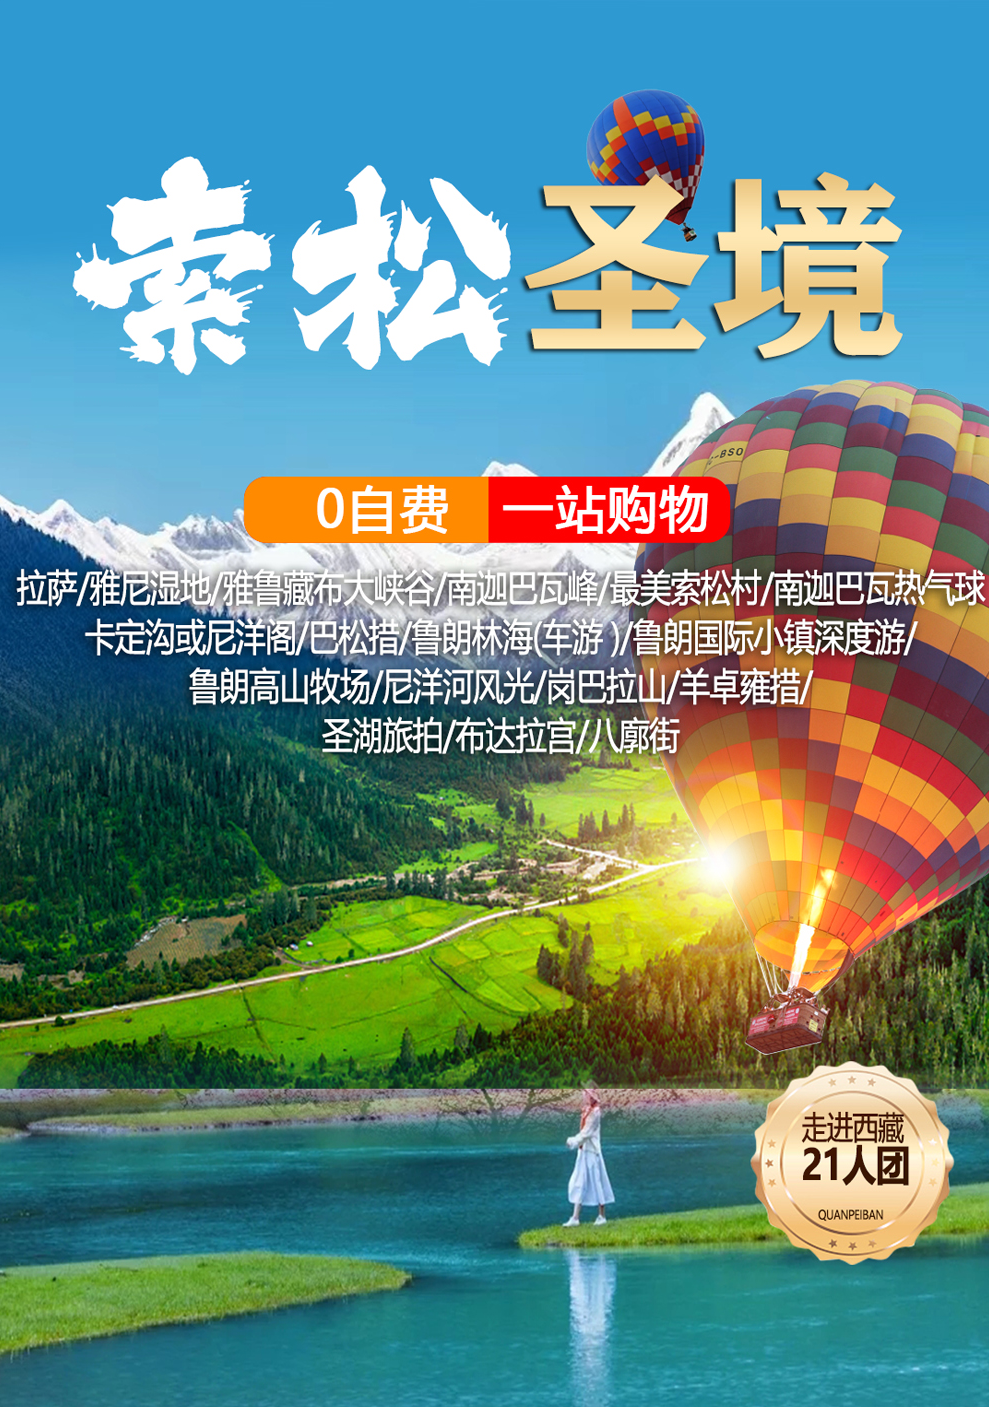 索松圣境
0自费 一站购物
拉萨/雅尼湿地/雅鲁藏布大峡谷/南迦巴瓦峰/最美索松村/南迦巴瓦热气球
卡定沟或尼洋阁/巴松措/鲁朗林海(车游 )/鲁朗国际小镇深度游/
鲁朗高山牧场/尼洋河风光/岗巴拉山/羊卓雍措/
圣湖旅拍/布达拉宫/八廓街
走进西藏
21人团
QUANPEIBAN